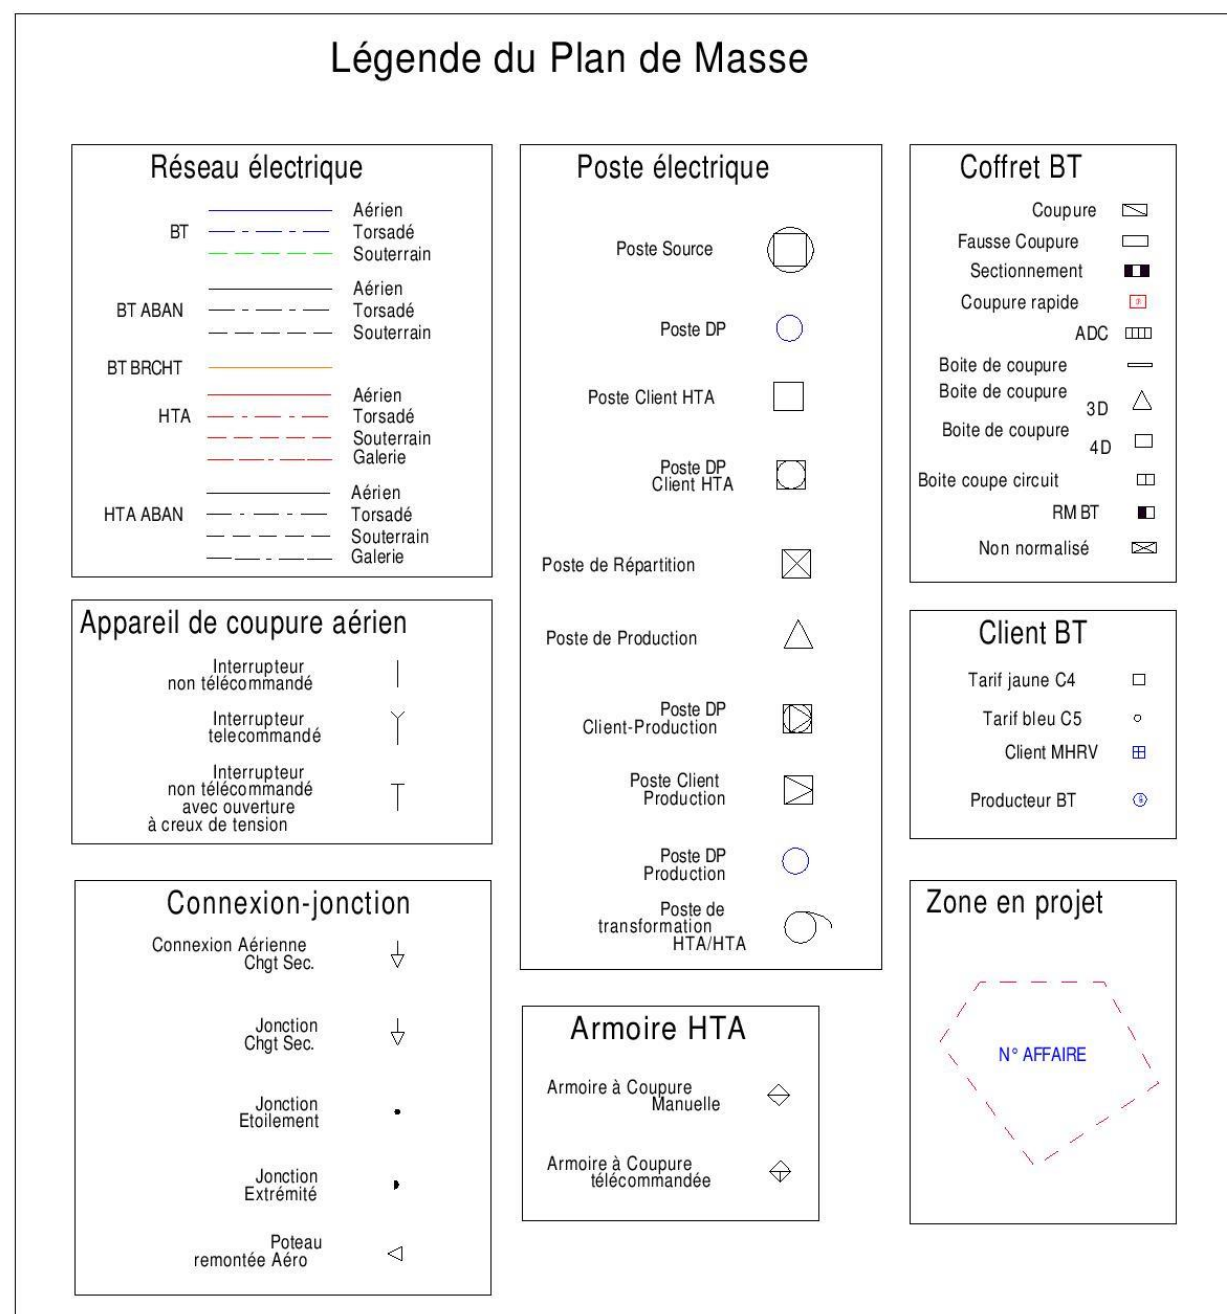 Légende du Plan de Masse
Réseau électrique
BT
Aérien
Torsadé
Souterrain
BT ABAN
Aérien
Torsadé
Souterrain
BT BRCHT
HTA
Aérien
Torsadé
Souterrain
Galerie
HTA ABAN
Aérien
Torsadé
Souterrain
Galerie
Appareil de coupure aérien
Interrupteur
non télécommandé
Interrupteur
telecommandé
Interrupteur
non télécommandé
avec ouverture
à creux de tension
Connexion-jonction
Connexion Aérienne
Chgt Sec.
Jonction
Chgt Sec.
Jonction
Etoilement
Jonction
Extrémité
Poteau
remontée Aéro
Poste électrique
Poste Source
Poste DP
Poste Client HTA
Poste DP
Client HTA
Poste de Répartition
Poste de Production
Poste DP
Client-Production
Poste Client
Production
Poste DP
Production
Poste de
transformation
HTA/HTA
Armoire HTA
Armoire à Coupure
Manuelle
Armoire à Coupure
télécommandée
Coffret BT
Coupure
Fausse Coupure
Sectionnement
Coupure rapide
ADC
Boite de coupure
Boite de coupure
3D
Boite de coupure
4D
Boite coupe circuit
RM BT
Non normalisé
Client BT
Tarif jaune C4
Tarif bleu C5
Client MHRV
Producteur BT
Zone en projet
N° AFFAIRE